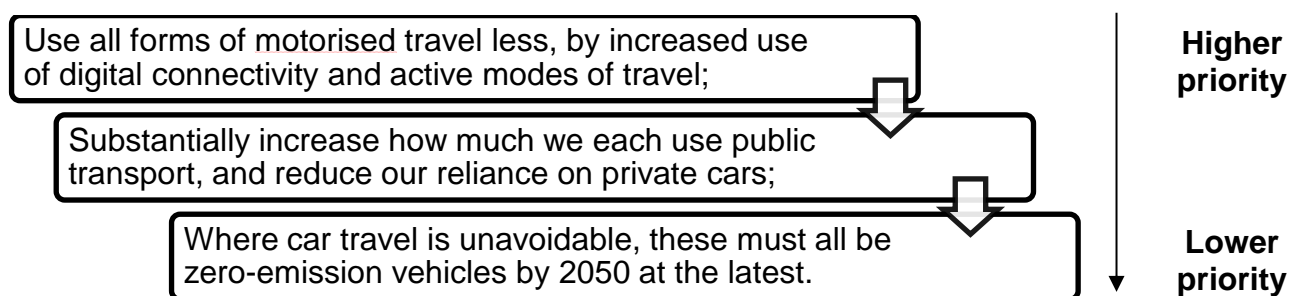 Use all forms of motorised travel less, by increased use
of digital connectivity and active modes of travel;
Substantially increase how much we each use public
transport, and reduce our reliance on private cars;
Where car travel is unavoidable, these must all be
zero-emission vehicles by 2050 at the latest.
Higher
priority
Lower
priority